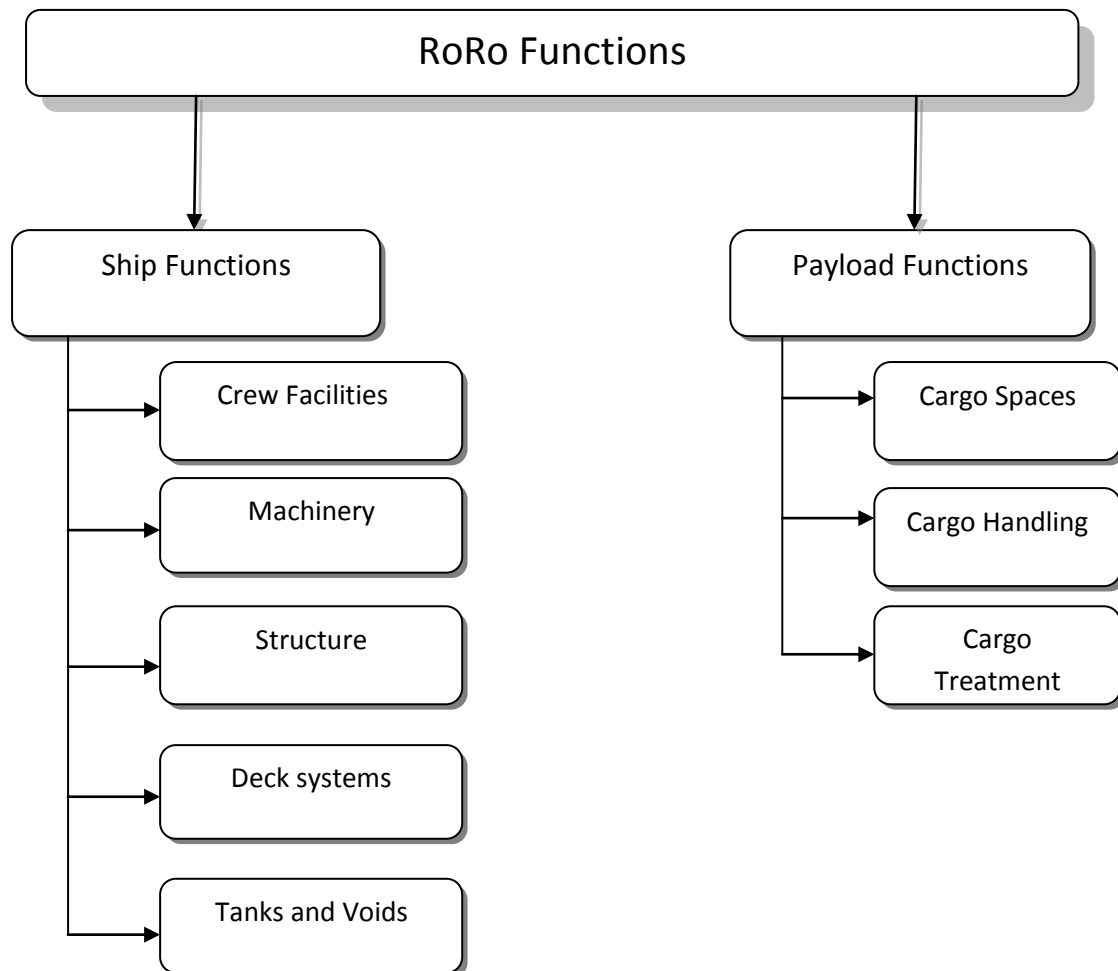 RoRo Functions
Ship Functions
Crew Facilities
Machinery
Structure
Deck systems
Tanks and Voids
Payload Functions
Cargo Spaces
Cargo Handling
Cargo
Treatment